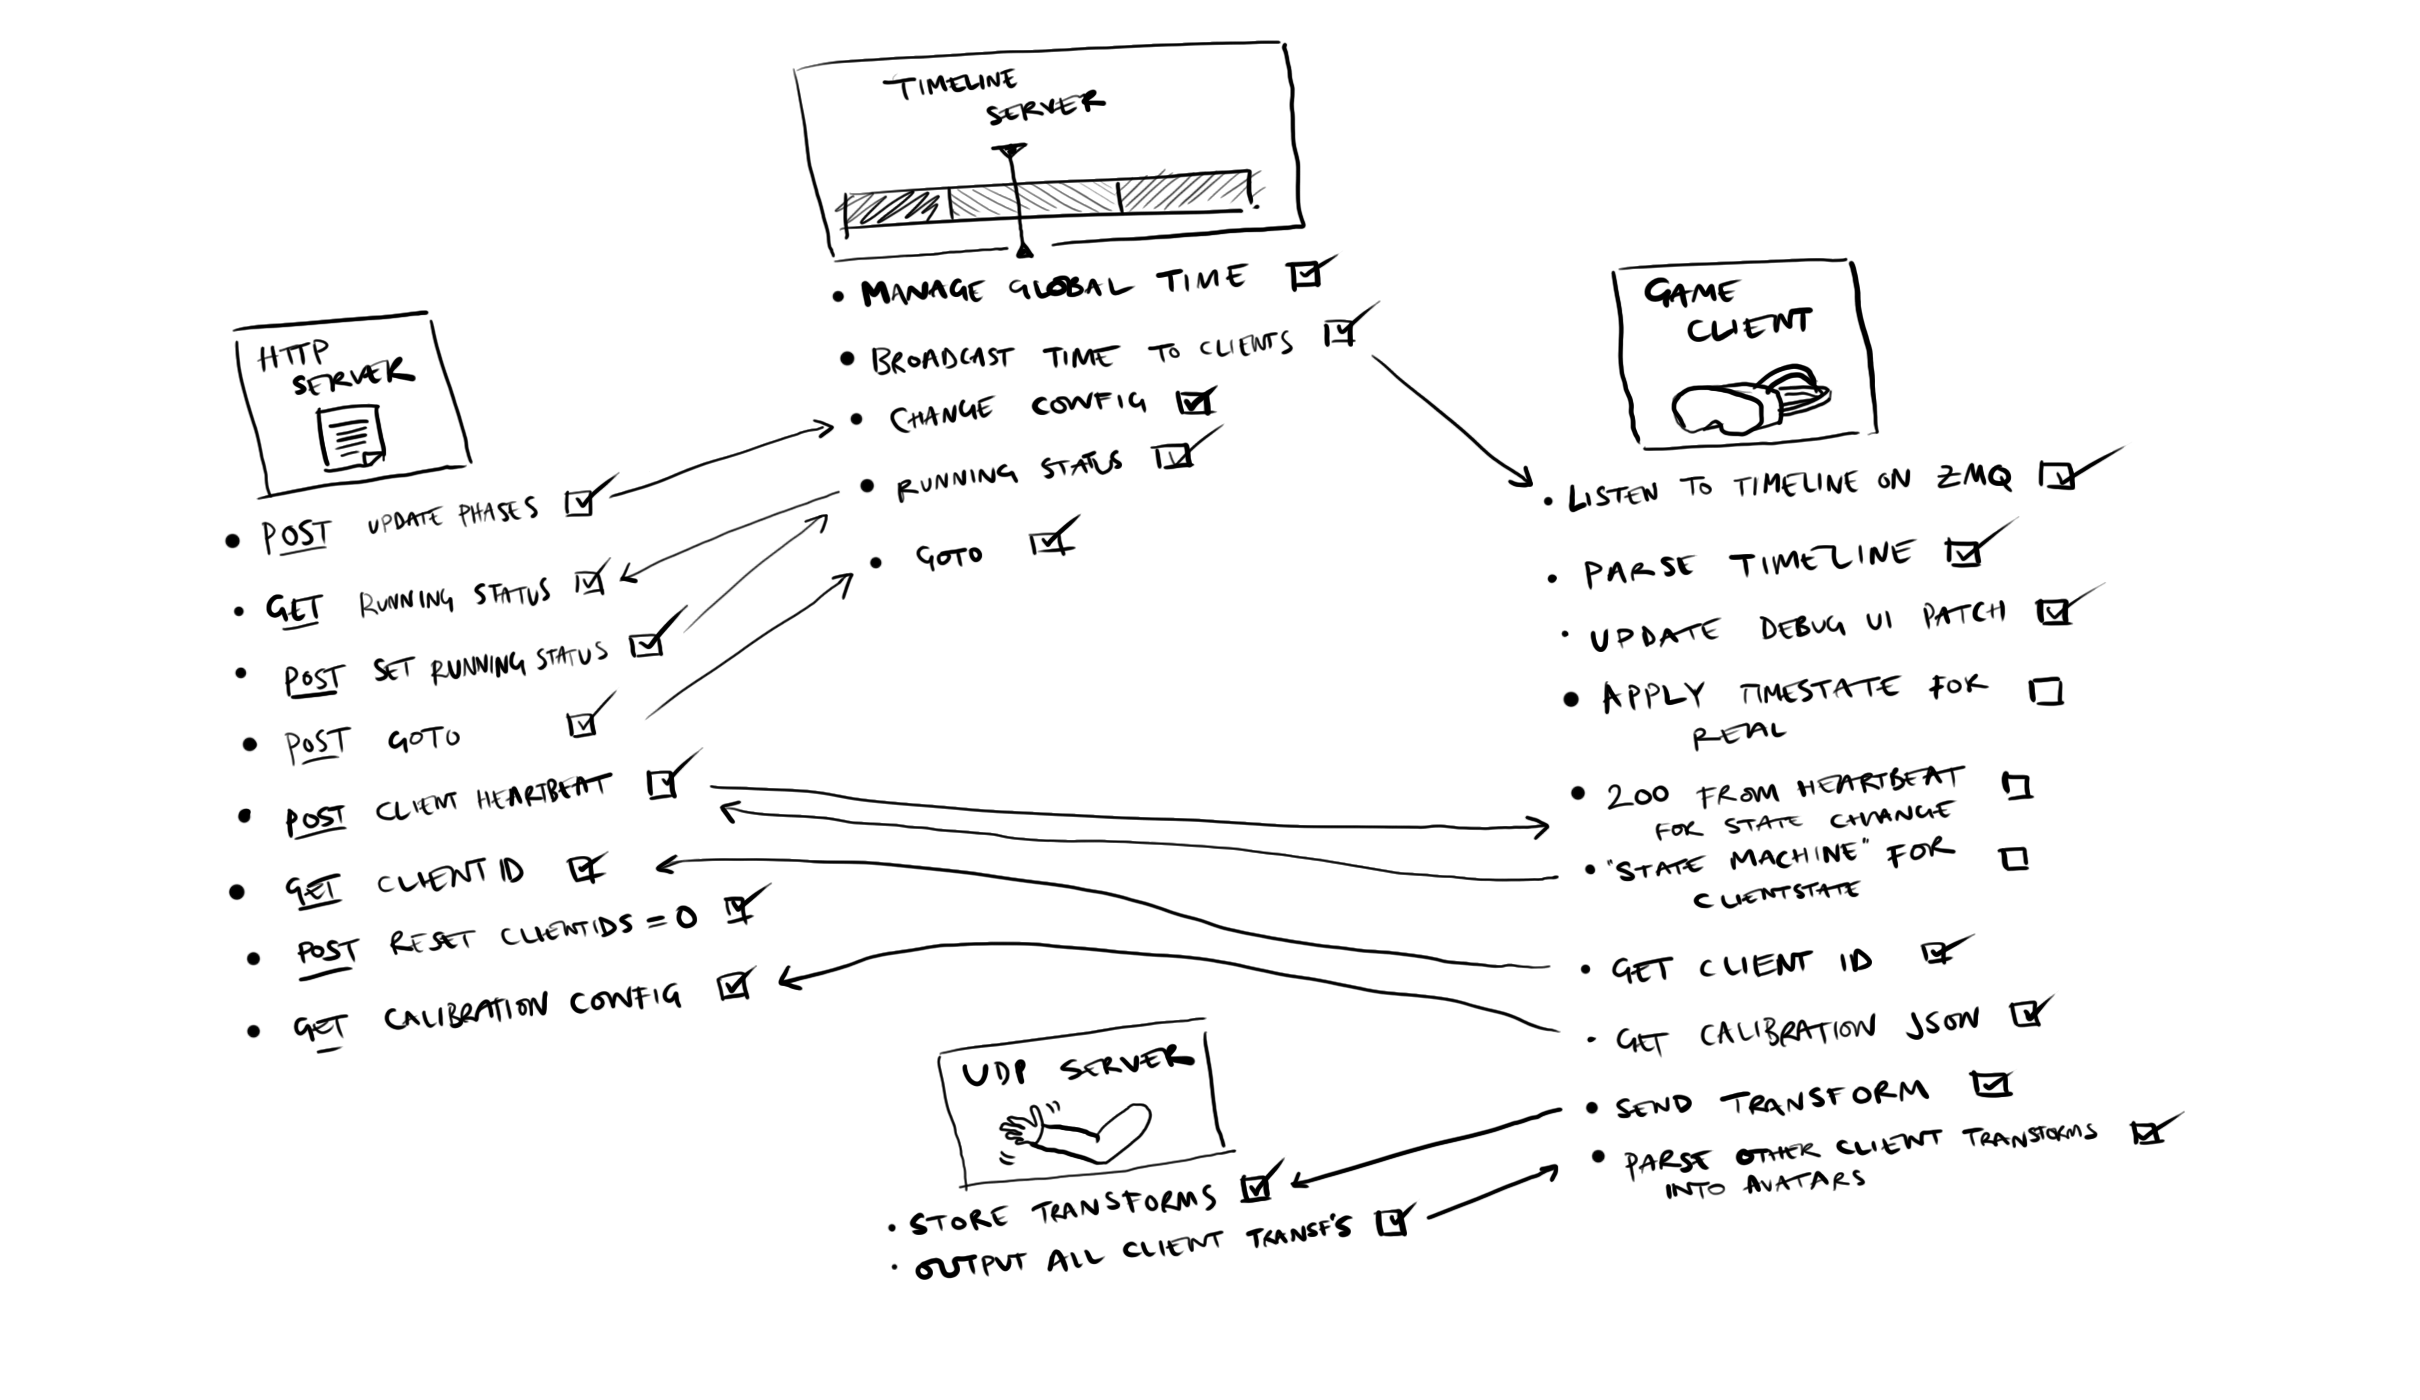 TIMELINE
SERVER
• MANAGE GLOBAL TIME
• BROADCAST TIME TO CLIENTS
• CHANGE CONFIG
• RUNNING STATUS
• GOTO
HTTP
SERVER
• POST UPDATE PHASES
• GET RUNNING STATUS
• POST SET RUNNING STATUS
• POST GOTO
• POST CLIENT HEARTBEAT
• GET CLIENT ID
• POST RESET CLIENTIDS = 0
• GET CALIBRATION CONFIG
GAME
CLIENT
• LISTEN TO TIMELINE ON ZMQ
• PARSE TIMELINE
• UPDATE DEBUG UI PATCH
• APPLY TIMESTATE FOR
REAL
• 200 FROM HEARTBEAT
FOR STATE CHANGE
• "STATE MACHINE" FOR
CLIENTSTATE
• GET CLIENT ID
• GET CALIBRATION JSON
• SEND TRANSFORM
• PARSE OTHER CLIENT TRANSFORMS
INTO AVATARS
UDP SERVER
• STORE TRANSFORMS
• OUTPUT ALL CLIENT TRANSF'S